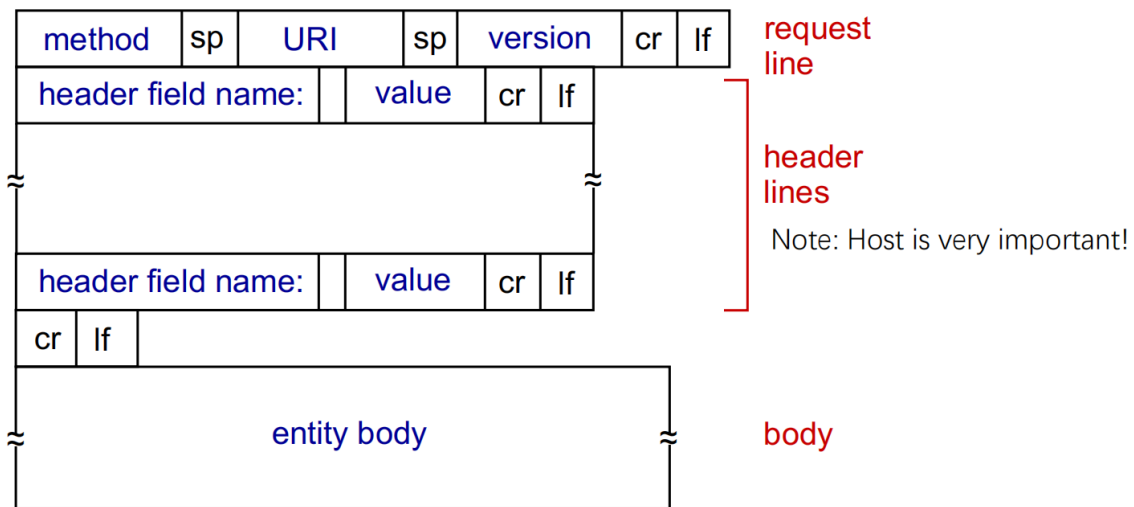 method sp URI sp version cr lf
request
line
header field name: value cr lf
header
lines
Note: Host is very important!
header field name: value cr lf
cr lf
entity body
body